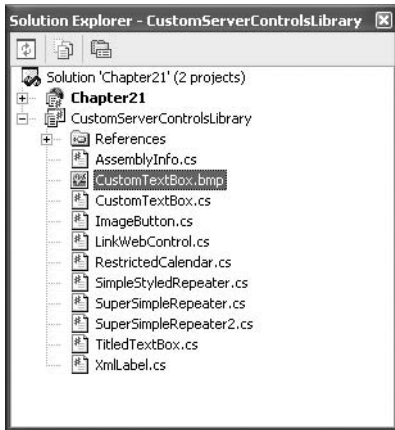 Solution Explorer - CustomServerControlsLibrary
Solution 'Chapter21' (2 projects)
Chapter21
CustomServerControlsLibrary
References
AssemblyInfo.cs
CustomTextBox.bmp
CustomTextBox.cs
ImageButton.cs
LinkWebControl.cs
RestrictedCalendar.cs
SimpleStyledRepeater.cs
SuperSimpleRepeater.cs
SuperSimpleRepeater2.cs
TitledTextBox.cs
XmlLabel.cs